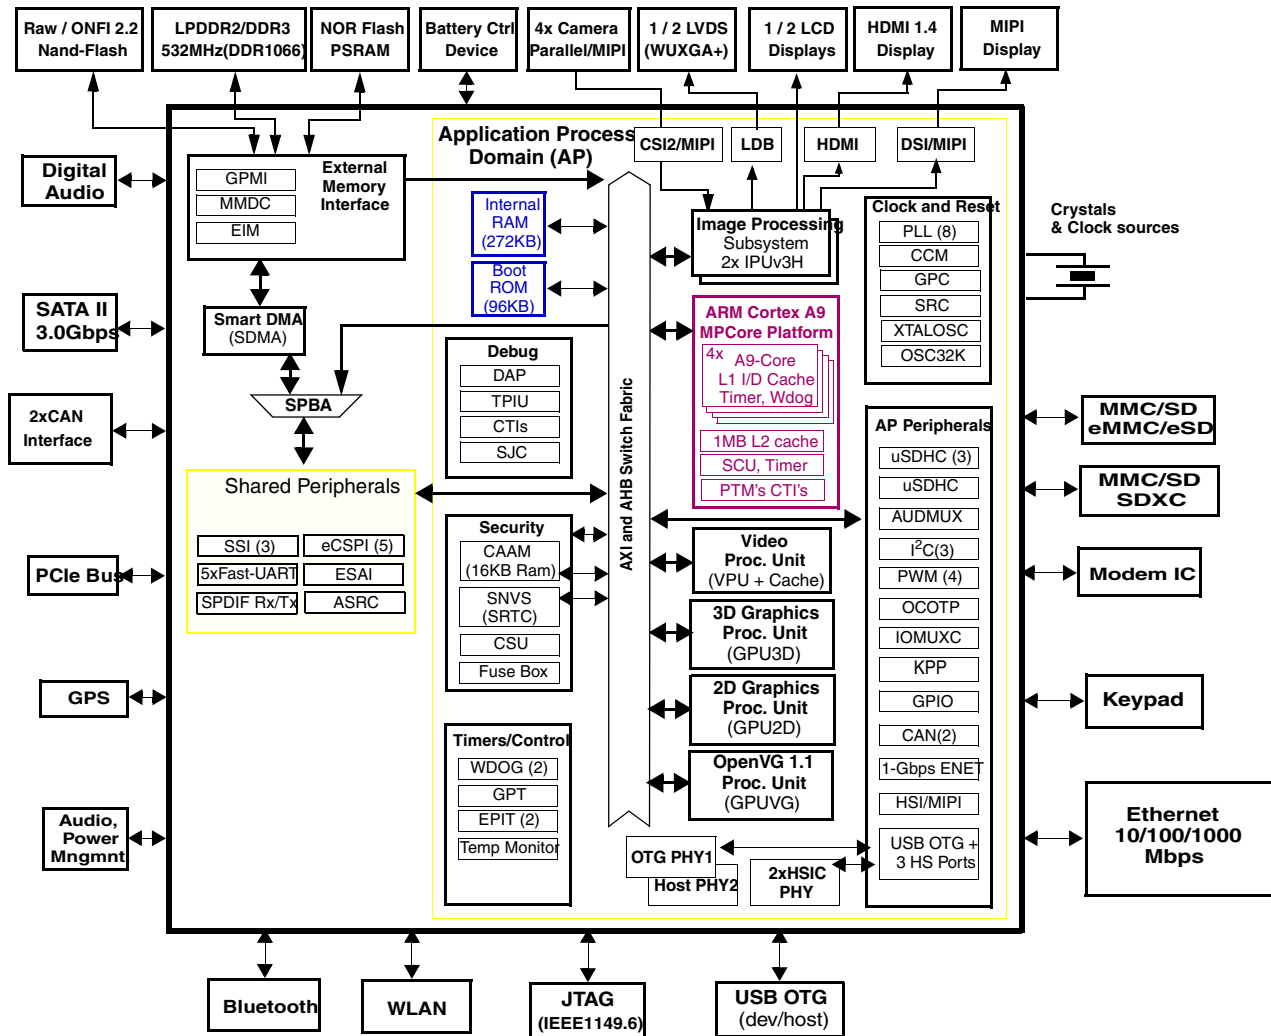 Raw / ONFI 2.2
Nand-Flash
LPDDR2/DDR3
532MHz(DDR1066)
NOR Flash
PSRAM
Battery Ctrl
Device
4x Camera
Parallel/MIPI
1 / 2 LVDS
(WUXGA+)
1 / 2 LCD
Displays
HDMI 1.4
Display
MIPI
Display
Digital
Audio
SATA II
3.0Gbps
2xCAN
Interface
PCIe Bus
GPS
Audio,
Power
Mngmnt.
External
Memory
Interface
GPMI
MMDC
EIM
Smart DMA
(SDMA)
SPBA
Shared Peripherals
SSI (3)
eCSPI (5)
5xFast-UART
ESAI
SPDIF Rx/Tx
ASRC
Application Process
Domain (AP)
Internal
RAM
(272KB)
Boot
ROM
(96KB)
Debug
DAP
TPIU
CTIs
SJC
Security
CAAM
(16KB Ram)
SNVS
(SRTC)
CSU
Fuse Box
Timers/Control
WDOG (2)
GPT
EPIT (2)
Temp Monitor
AXI and AHB Switch Fabric
CSI2/MIPI
LDB
HDMI
DSI/MIPI
Image Processing
Subsystem
2x IPUv3H
ARM Cortex A9
MPCore Platform
4x
A9-Core
L1 I/D Cache
Timer, Wdog
1MB L2 cache
SCU, Timer
PTM's CTI's
Video
Proc. Unit
(VPU + Cache)
3D Graphics
Proc. Unit
(GPU3D)
2D Graphics
Proc. Unit
(GPU2D)
OpenVG 1.1
Proc. Unit
(GPUVG)
OTG PHY1
Host PHY2
2xHSIC
PHY
Clock and Reset
PLL (8)
CCM
GPC
SRC
XTALOSC
OSC32K
AP Peripherals
uSDHC (3)
uSDHC
AUDMUX
I²C(3)
PWM (4)
OCOTP
IOMUXC
KPP
GPIO
CAN(2)
1-Gbps ENET
HSI/MIPI
USB OTG +
3 HS Ports
Crystals
& Clock sources
MMC/SD
eMMC/eSD
MMC/SD
SDXC
Modem IC
Keypad
Ethernet
10/100/1000
Mbps
Bluetooth
WLAN
JTAG
(IEEE1149.6)
USB OTG
(dev/host)